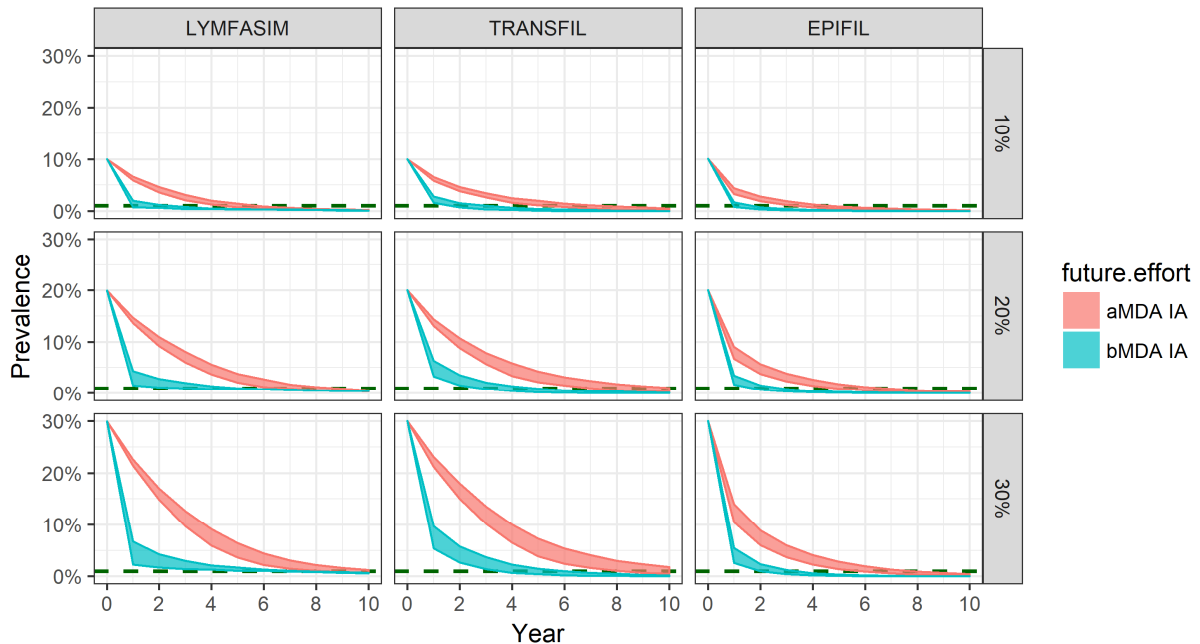 LYMFASIM TRANSFIL EPIFIL
30%
20%
10%
0%
10%
30%
20%
10%
0%
20%
30%
20%
10%
0%
30%
0 2 4 6 8 10 0 2 4 6 8 10 0 2 4 6 8 10
Year
Prevalence
future.effort
aMDA IA
bMDA IA